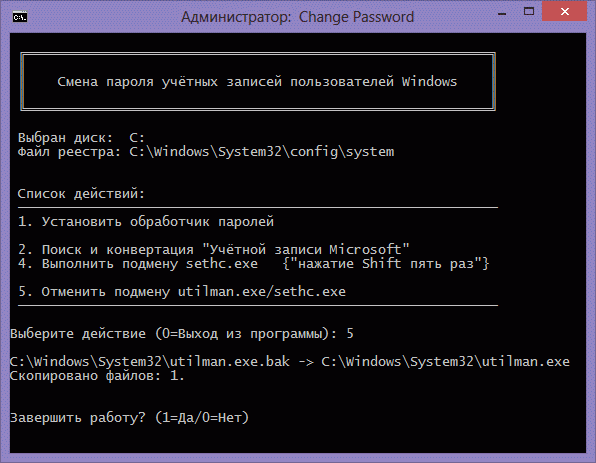 Администратор: Change Password
Смена пароля учётных записей пользователей Windows
Выбран диск: C:
Файл реестра: C:\Windows\System32\config\system
Список действий:
1. Установить обработчик паролей
2. Поиск и конвертация "Учётной записи Microsoft"
4. Выполнить подмену sethc.exe {"нажатие Shift пять раз"}
5. Отменить подмену utilman.exe/sethc.exe
Выберите действие (0=Выход из программы): 5
C:\Windows\System32\utilman.exe.bak -> C:\Windows\System32\utilman.exe
Скопировано файлов: 1.
Завершить работу? (1=Да/0=Нет)